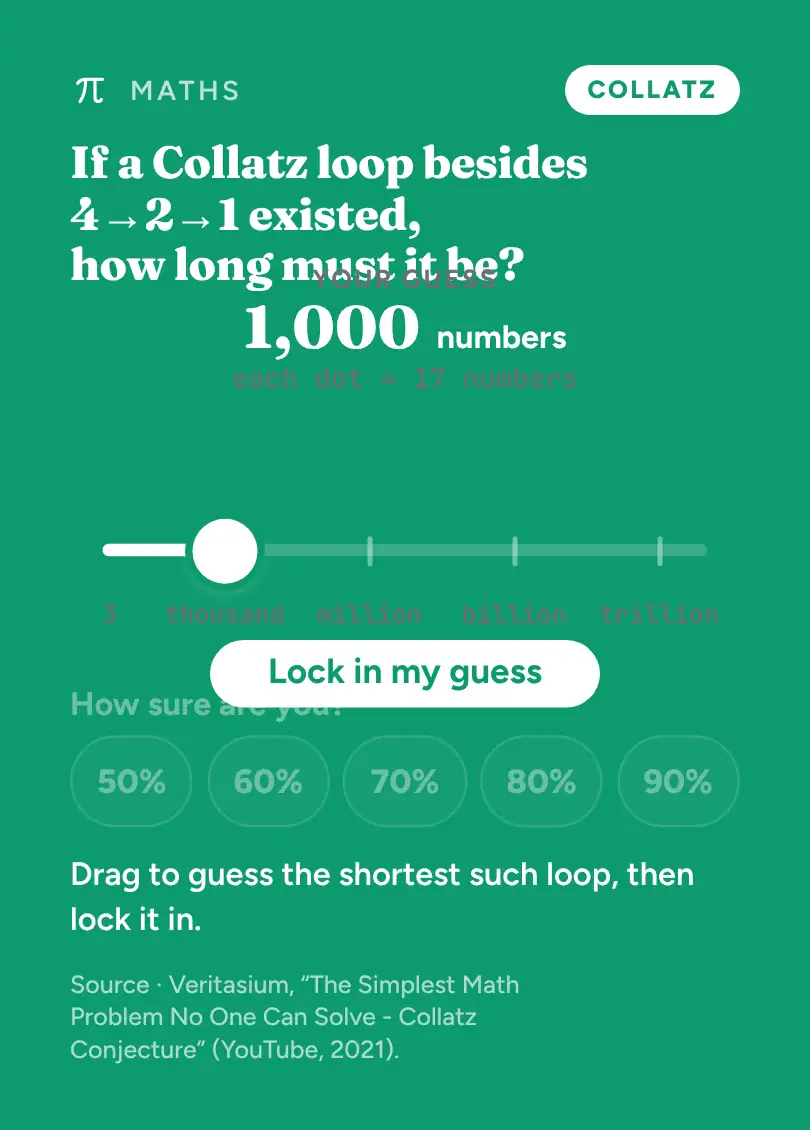 π MATHS
COLLATZ
If a Collatz loop besides
4→2→1 existed,
how long must it be?
YOUR GUESS
1,000 numbers
each dot = 17 numbers
3 thousand million billion trillion
Lock in my guess
How sure are you?
50% 60% 70% 80% 90%
Drag to guess the shortest such loop, then
lock it in.
Source · Veritasium, “The Simplest Math
Problem No One Can Solve - Collatz
Conjecture” (YouTube, 2021).